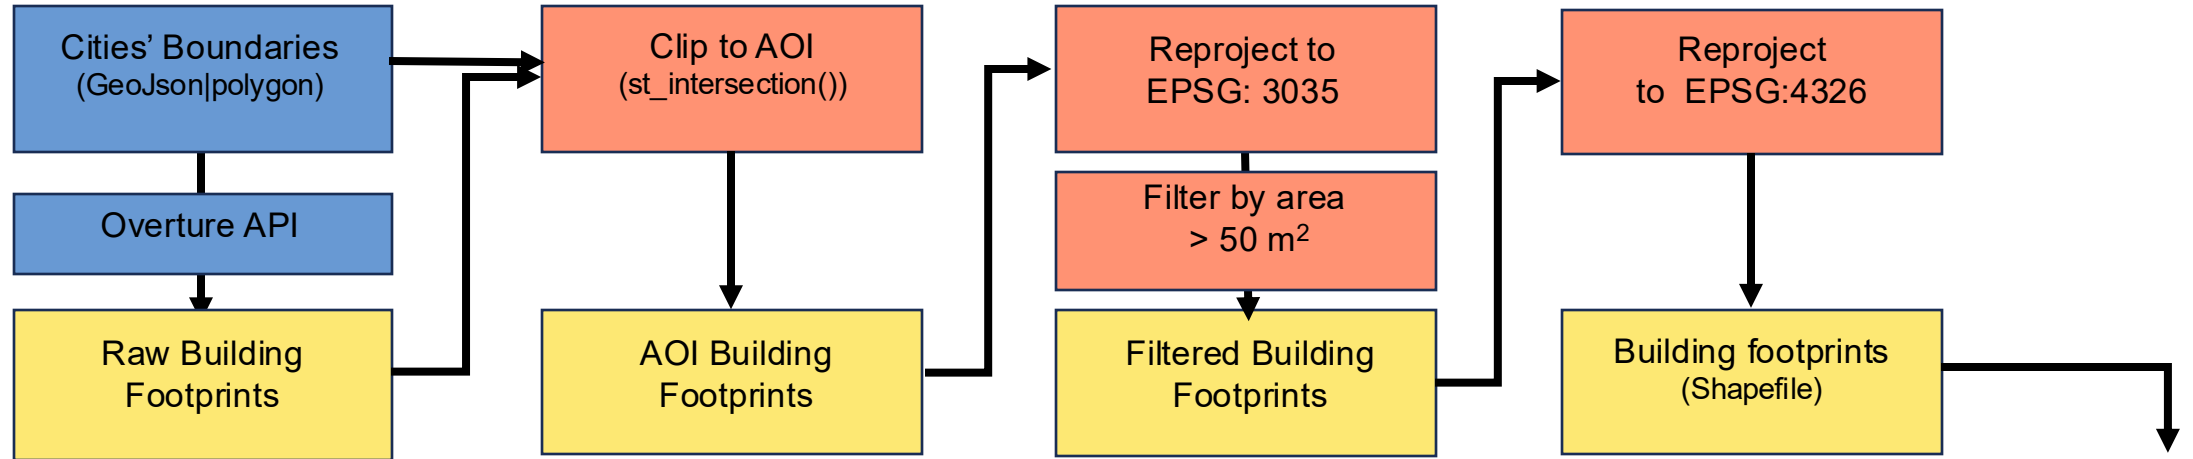 Cities’ Boundaries
(GeoJson|polygon)
Overture API
Raw Building
Footprints
Clip to AOI
(st_intersection())
AOI Building
Footprints
Reproject to
EPSG: 3035
Filter by area
> 50 m²
Filtered Building
Footprints
Reproject
to EPSG:4326
Building footprints
(Shapefile)